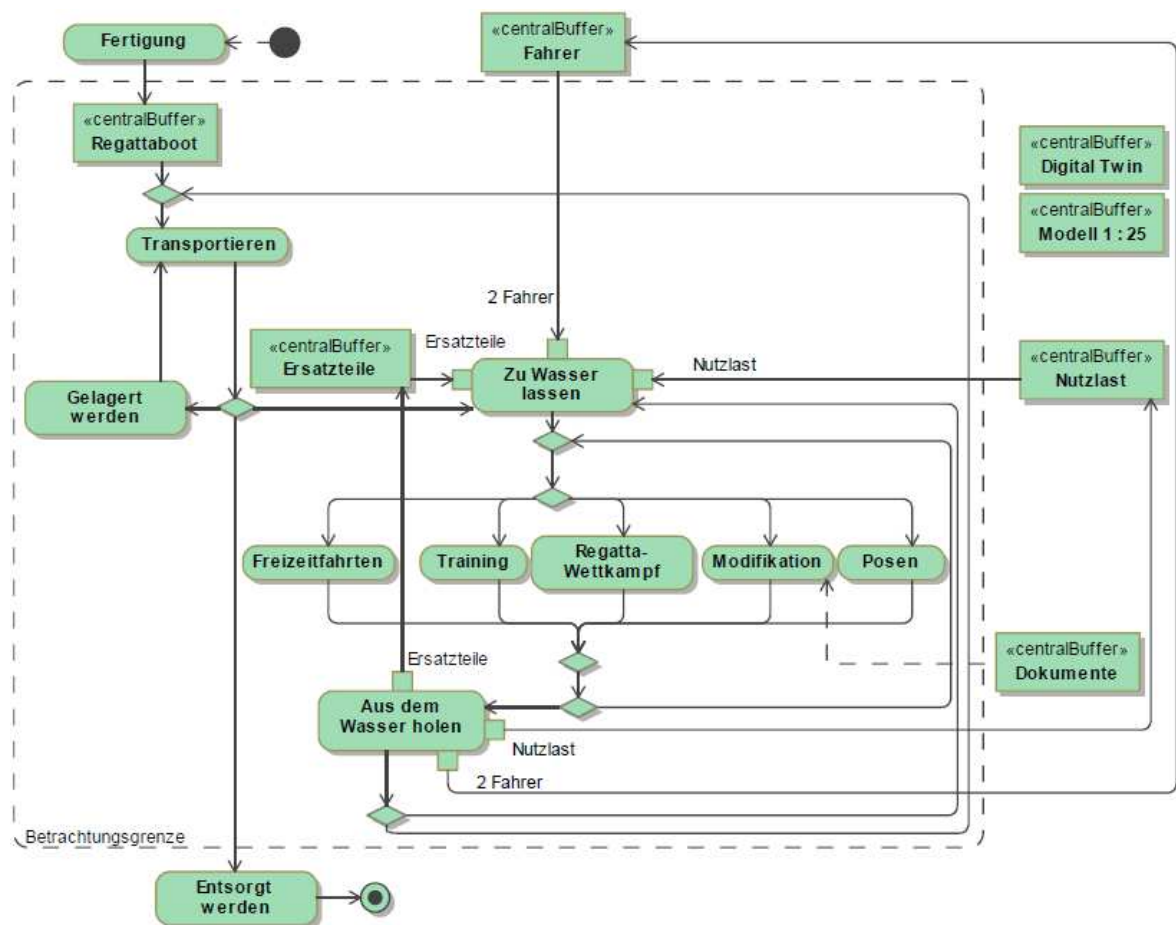 Fertigung
«centralBuffer»
Fahrer
«centralBuffer»
Regattaboot
«centralBuffer»
Digital Twin
«centralBuffer»
Modell 1 : 25
Transportieren
2 Fahrer
«centralBuffer»
Ersatzteile
Ersatzteile
Zu Wasser
lassen
Nutzlast
«centralBuffer»
Nutzlast
Gelagert
werden
Freizeitfahrten
Training
Regatta-
Wettkampf
Modifikation
Posen
«centralBuffer»
Dokumente
Ersatzteile
Aus dem
Wasser holen
Nutzlast
2 Fahrer
Betrachtungsgrenze
Entsorgt
werden